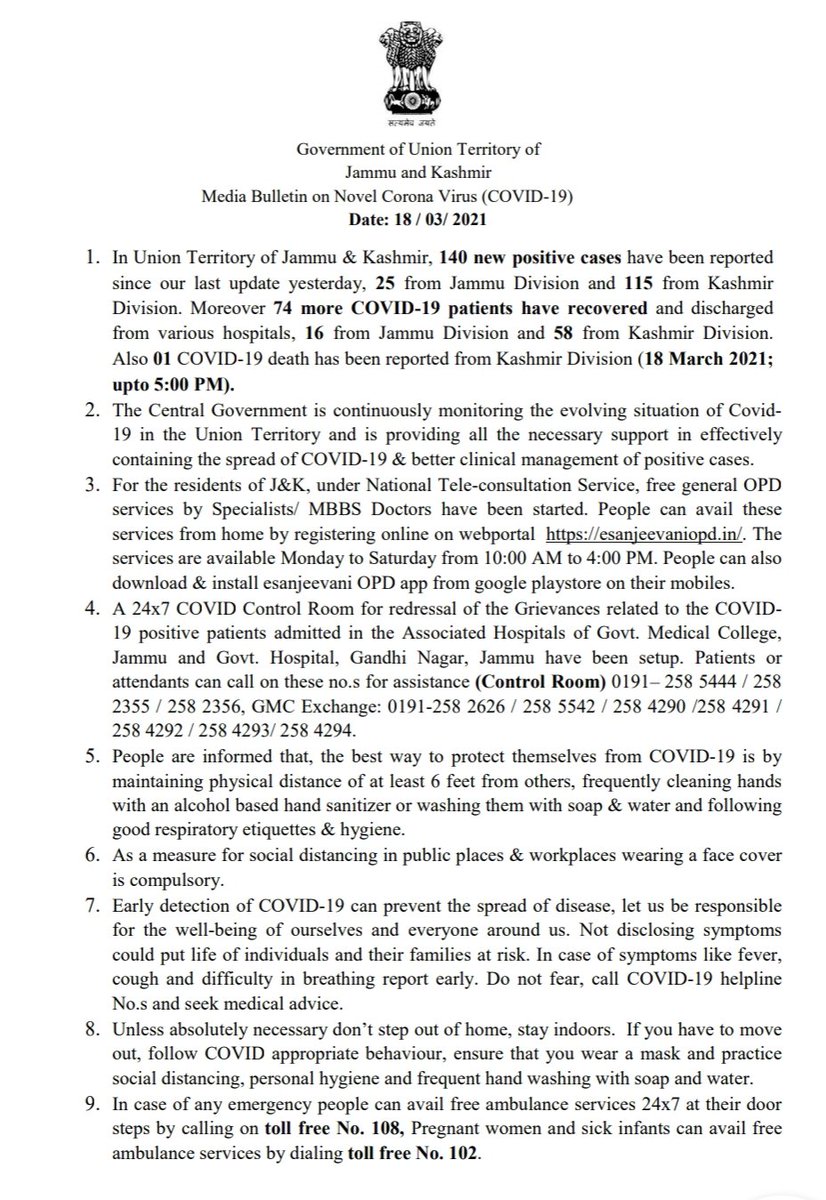 सत्यमेव जयते
Government of Union Territory of
Jammu and Kashmir
Media Bulletin on Novel Corona Virus (COVID-19)
Date: 18 / 03/ 2021
1. In Union Territory of Jammu & Kashmir, 140 new positive cases have been reported
since our last update yesterday, 25 from Jammu Division and 115 from Kashmir
Division. Moreover 74 more COVID-19 patients have recovered and discharged
from various hospitals, 16 from Jammu Division and 58 from Kashmir Division.
Also 01 COVID-19 death has been reported from Kashmir Division (18 March 2021;
upto 5:00 PM).
2. The Central Government is continuously monitoring the evolving situation of Covid-
19 in the Union Territory and is providing all the necessary support in effectively
containing the spread of COVID-19 & better clinical management of positive cases.
3. For the residents of J&K, under National Tele-consultation Service, free general OPD
services by Specialists/ MBBS Doctors have been started. People can avail these
services from home by registering online on webportal https://esanjeevaniopd.in/. The
services are available Monday to Saturday from 10:00 AM to 4:00 PM. People can also
download & install esanjeevani OPD app from google playstore on their mobiles.
4. A 24x7 COVID Control Room for redressal of the Grievances related to the COVID-
19 positive patients admitted in the Associated Hospitals of Govt. Medical College,
Jammu and Govt. Hospital, Gandhi Nagar, Jammu have been setup. Patients or
attendants can call on these no.s for assistance (Control Room) 0191– 258 5444 / 258
2355 / 258 2356, GMC Exchange: 0191-258 2626 / 258 5542 / 258 4290 /258 4291 /
258 4292 / 258 4293/ 258 4294.
5. People are informed that, the best way to protect themselves from COVID-19 is by
maintaining physical distance of at least 6 feet from others, frequently cleaning hands
with an alcohol based hand sanitizer or washing them with soap & water and following
good respiratory etiquettes & hygiene.
6. As a measure for social distancing in public places & workplaces wearing a face cover
is compulsory.
7. Early detection of COVID-19 can prevent the spread of disease, let us be responsible
for the well-being of ourselves and everyone around us. Not disclosing symptoms
could put life of individuals and their families at risk. In case of symptoms like fever,
cough and difficulty in breathing report early. Do not fear, call COVID-19 helpline
No.s and seek medical advice.
8. Unless absolutely necessary don’t step out of home, stay indoors. If you have to move
out, follow COVID appropriate behaviour, ensure that you wear a mask and practice
social distancing, personal hygiene and frequent hand washing with soap and water.
9. In case of any emergency people can avail free ambulance services 24x7 at their door
steps by calling on toll free No. 108, Pregnant women and sick infants can avail free
ambulance services by dialing toll free No. 102.